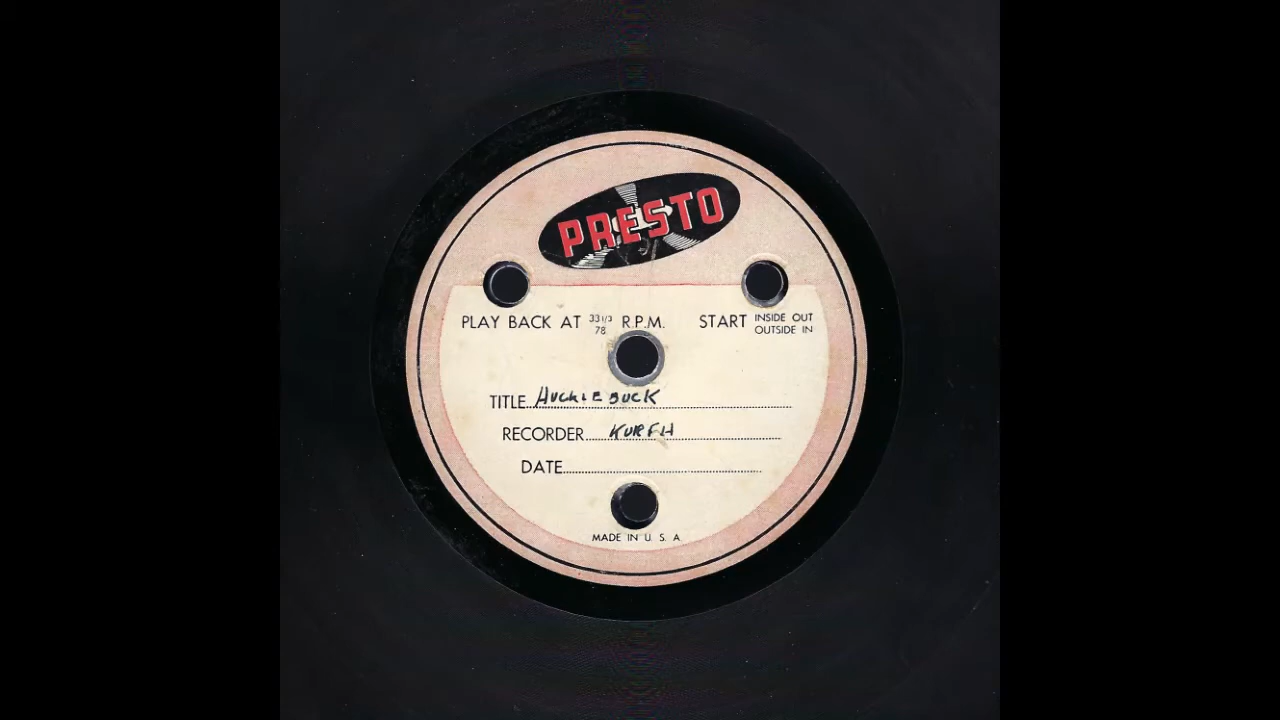 PRESTO
PLAY BACK AT 33 1/3 78 R.P.M. START INSIDE OUT OUTSIDE IN
TITLE HUCKLEBUCK
RECORDER KURFH
DATE
MADE IN U. S. A.